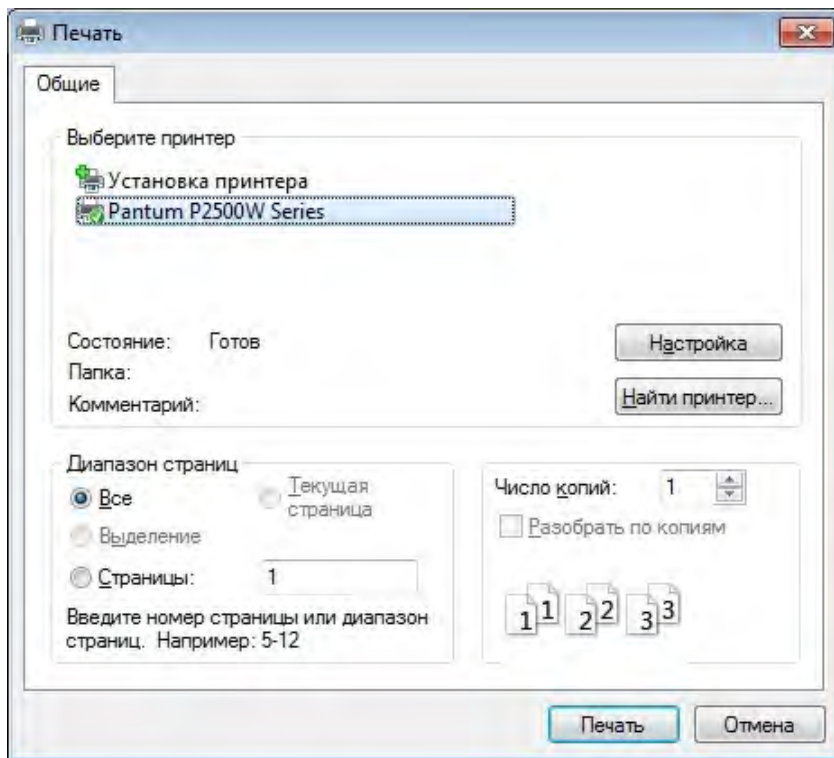 Печать
Общие
Выберите принтер
Установка принтера
Pantum P2500W Series
Состояние: Готов
Настройка
Папка:
Найти принтер...
Комментарий:
Диапазон страниц
Все
Текущая
страница
Выделение
Страницы: 1
Введите номер страницы или диапазон
страниц. Например: 5-12
Число копий: 1
Разобрать по копиям
1 1 2 2 3 3
Печать Отмена